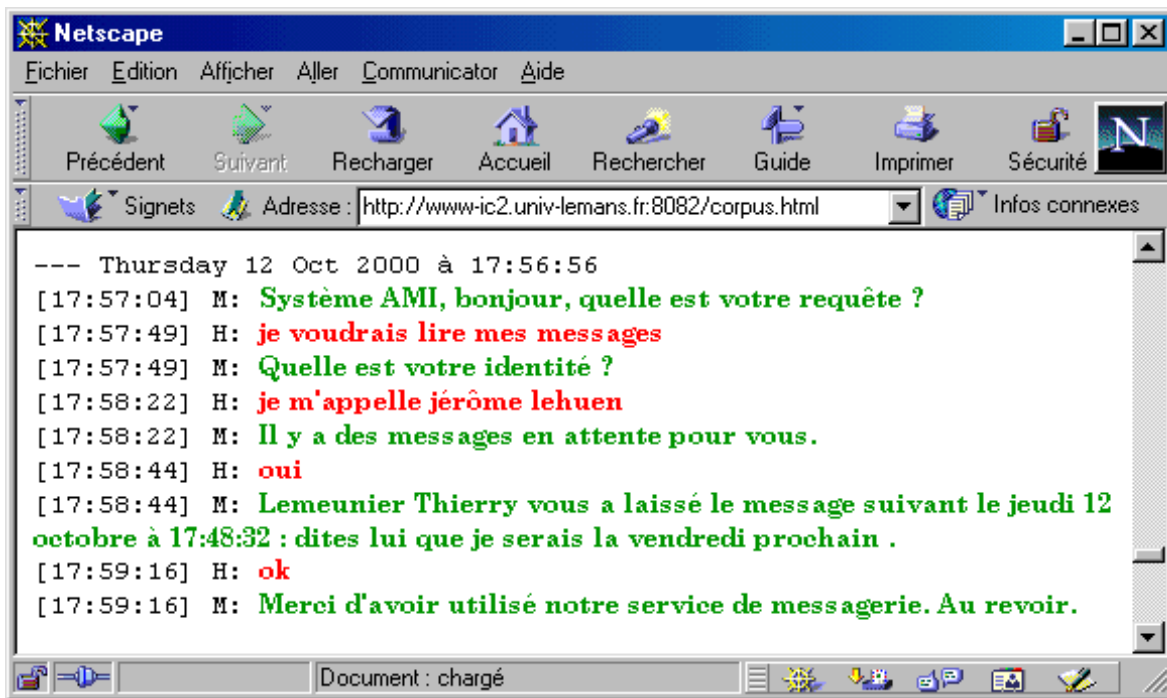 Netscape
Fichier Edition Afficher Aller Communicator Aide
Précédent Suivant Recharger Accueil Rechercher Guide Imprimer Sécurité N
Signets Adresse : http://www-ic2.univ-lemans.fr:8082/corpus.html Infos connexes
--- Thursday 12 Oct 2000 à 17:56:56
[17:57:04] M: Système AMI, bonjour, quelle est votre requête ?
[17:57:49] H: je voudrais lire mes messages
[17:57:49] M: Quelle est votre identité ?
[17:58:22] H: je m'appelle jérôme lehuen
[17:58:22] M: Il y a des messages en attente pour vous.
[17:58:44] H: oui
[17:58:44] M: Lemeunier Thierry vous a laissé le message suivant le jeudi 12
octobre à 17:48:32 : dites lui que je serais la vendredi prochain .
[17:59:16] H: ok
[17:59:16] M: Merci d'avoir utilisé notre service de messagerie. Au revoir.
Document : chargé